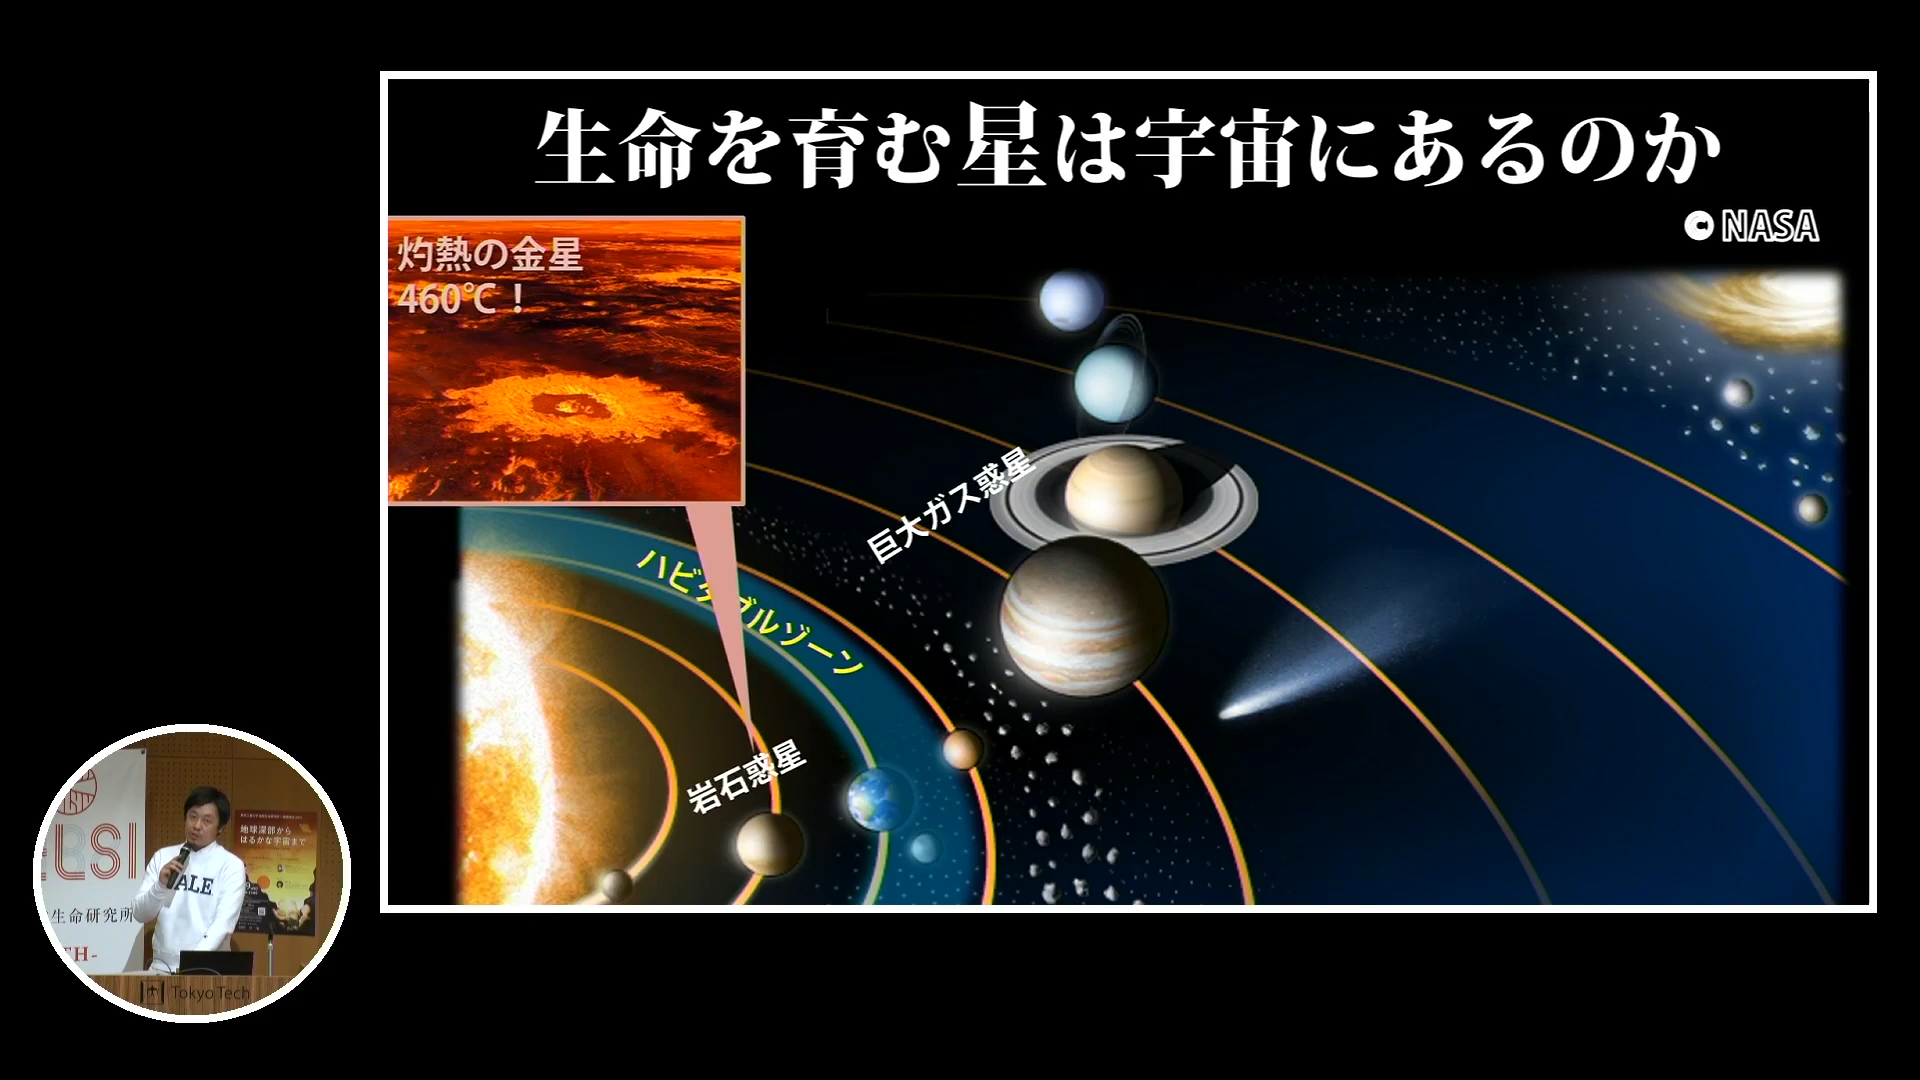 生命を育む星は宇宙にあるのか
© NASA
灼熱の金星
460℃！
巨大ガス惑星
ハビタブルゾーン
岩石惑星
ELSI
生命研究所
TH-
YALE
地球深部から
はるかな宇宙まで
Tokyo Tech